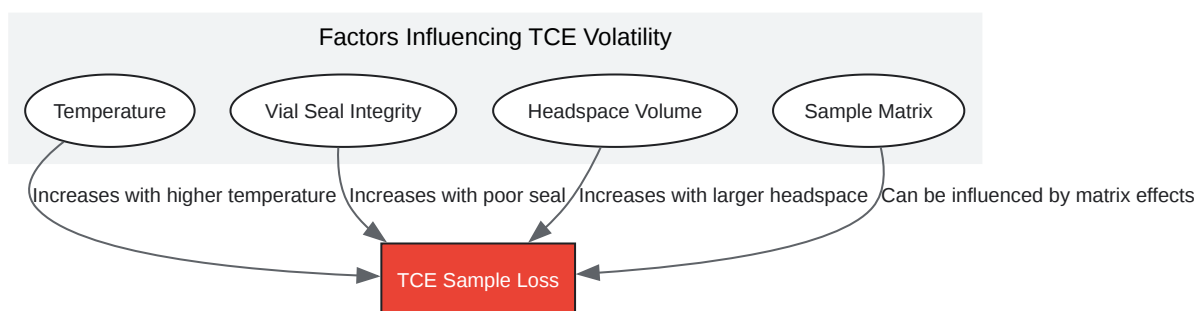 Factors Influencing TCE Volatility
Temperature
Vial Seal Integrity
Headspace Volume
Sample Matrix
Increases with higher temperature
Increases with poor seal
Increases with larger headspace
Can be influenced by matrix effects
TCE Sample Loss